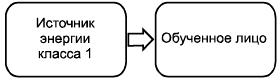 Источник
энергии
класса 1
Обученное лицо